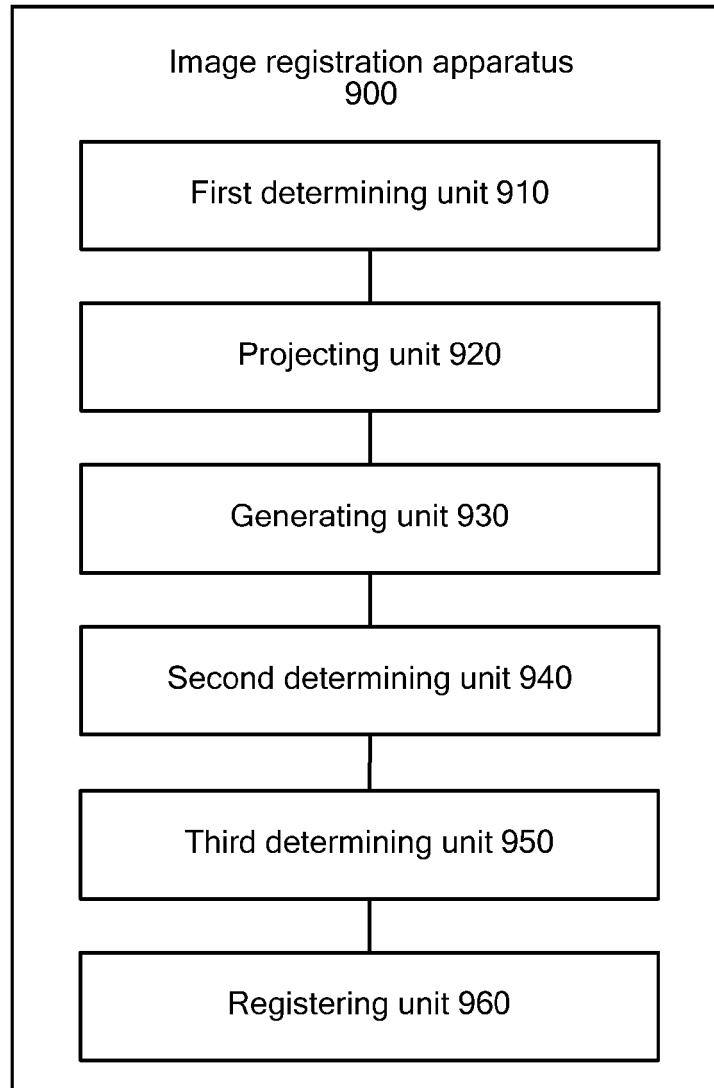 Image registration apparatus
900
First determining unit 910
Projecting unit 920
Generating unit 930
Second determining unit 940
Third determining unit 950
Registering unit 960